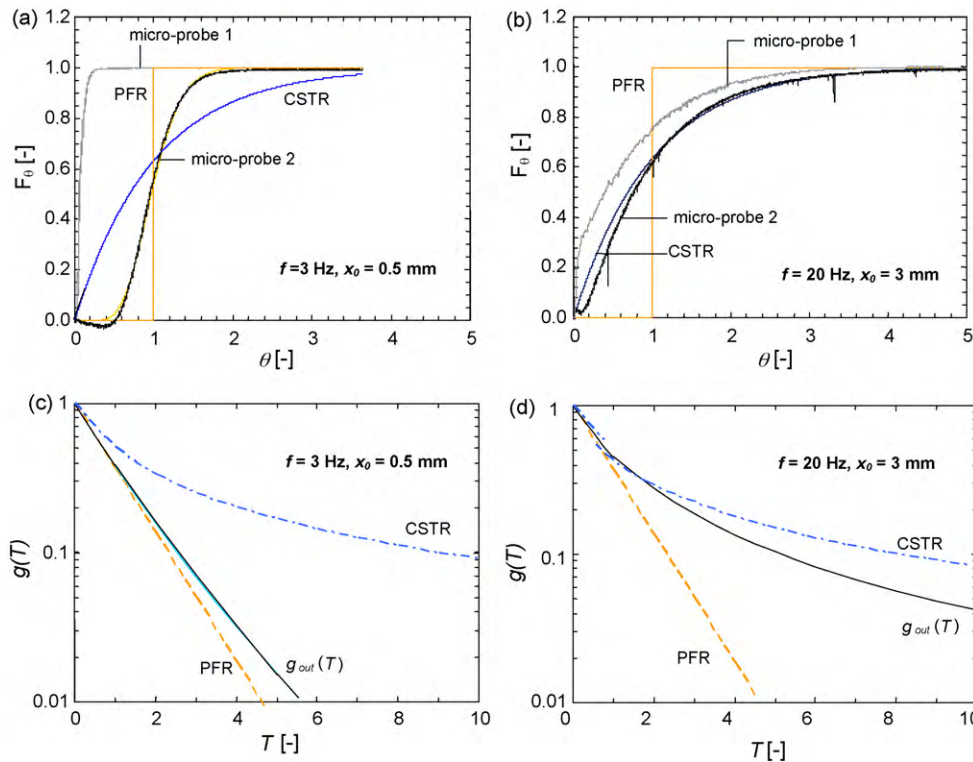 (a)
1.2
1.0
0.8
0.6
0.4
0.2
0.0
Fθ [-]
micro-probe 1
PFR
CSTR
micro-probe 2
f =3 Hz, x0 = 0.5 mm
0 1 2 3 4 5
θ [-]
(b)
1.2
1.0
0.8
0.6
0.4
0.2
0.0
Fθ [-]
micro-probe 1
PFR
micro-probe 2
CSTR
f = 20 Hz, x0 = 3 mm
0 1 2 3 4 5
θ [-]
(c)
1
0.1
0.01
g(T)
f = 3 Hz, x0 = 0.5 mm
CSTR
PFR
g out (T)
0 2 4 6 8 10
T [-]
(d)
1
0.1
0.01
g(T)
f = 20 Hz, x0 = 3 mm
CSTR
g out (T)
PFR
0 2 4 6 8 10
T [-]